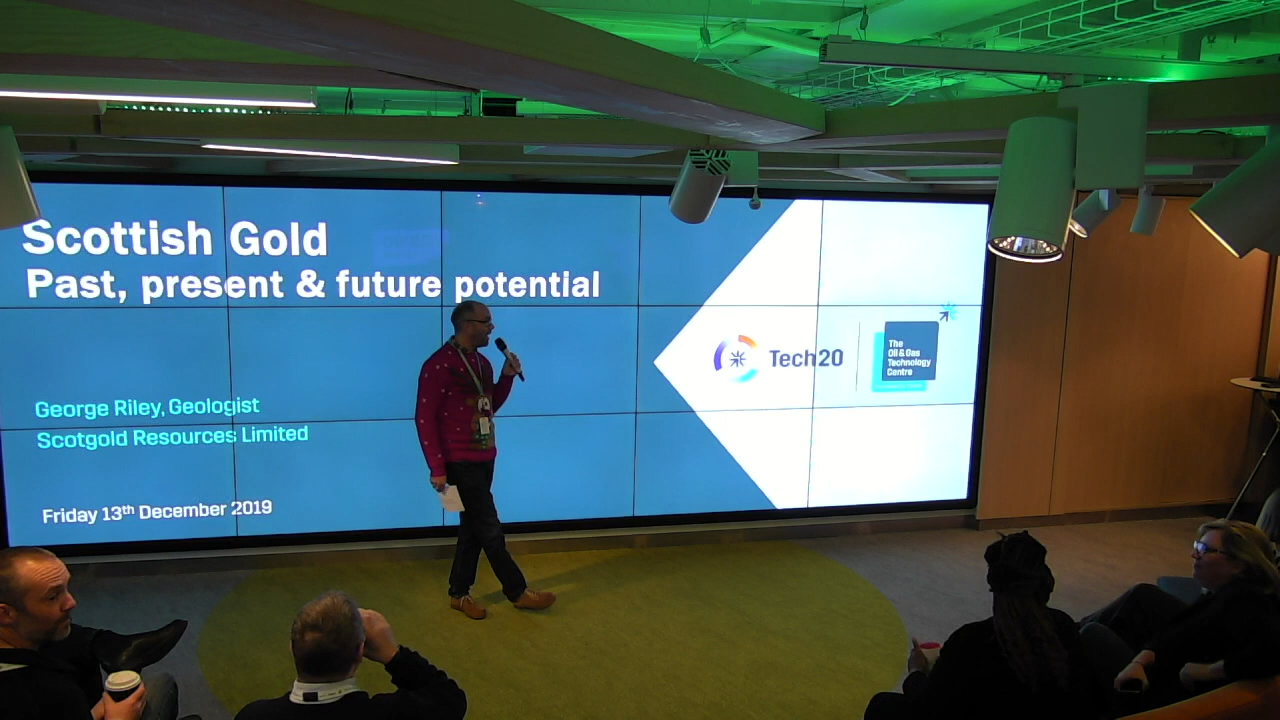 Scottish Gold
Past, present & future potential
George Riley, Geologist
Scotgold Resources Limited
Friday 13th December 2019
Tech20
The
Oil & Gas
Technology
Centre